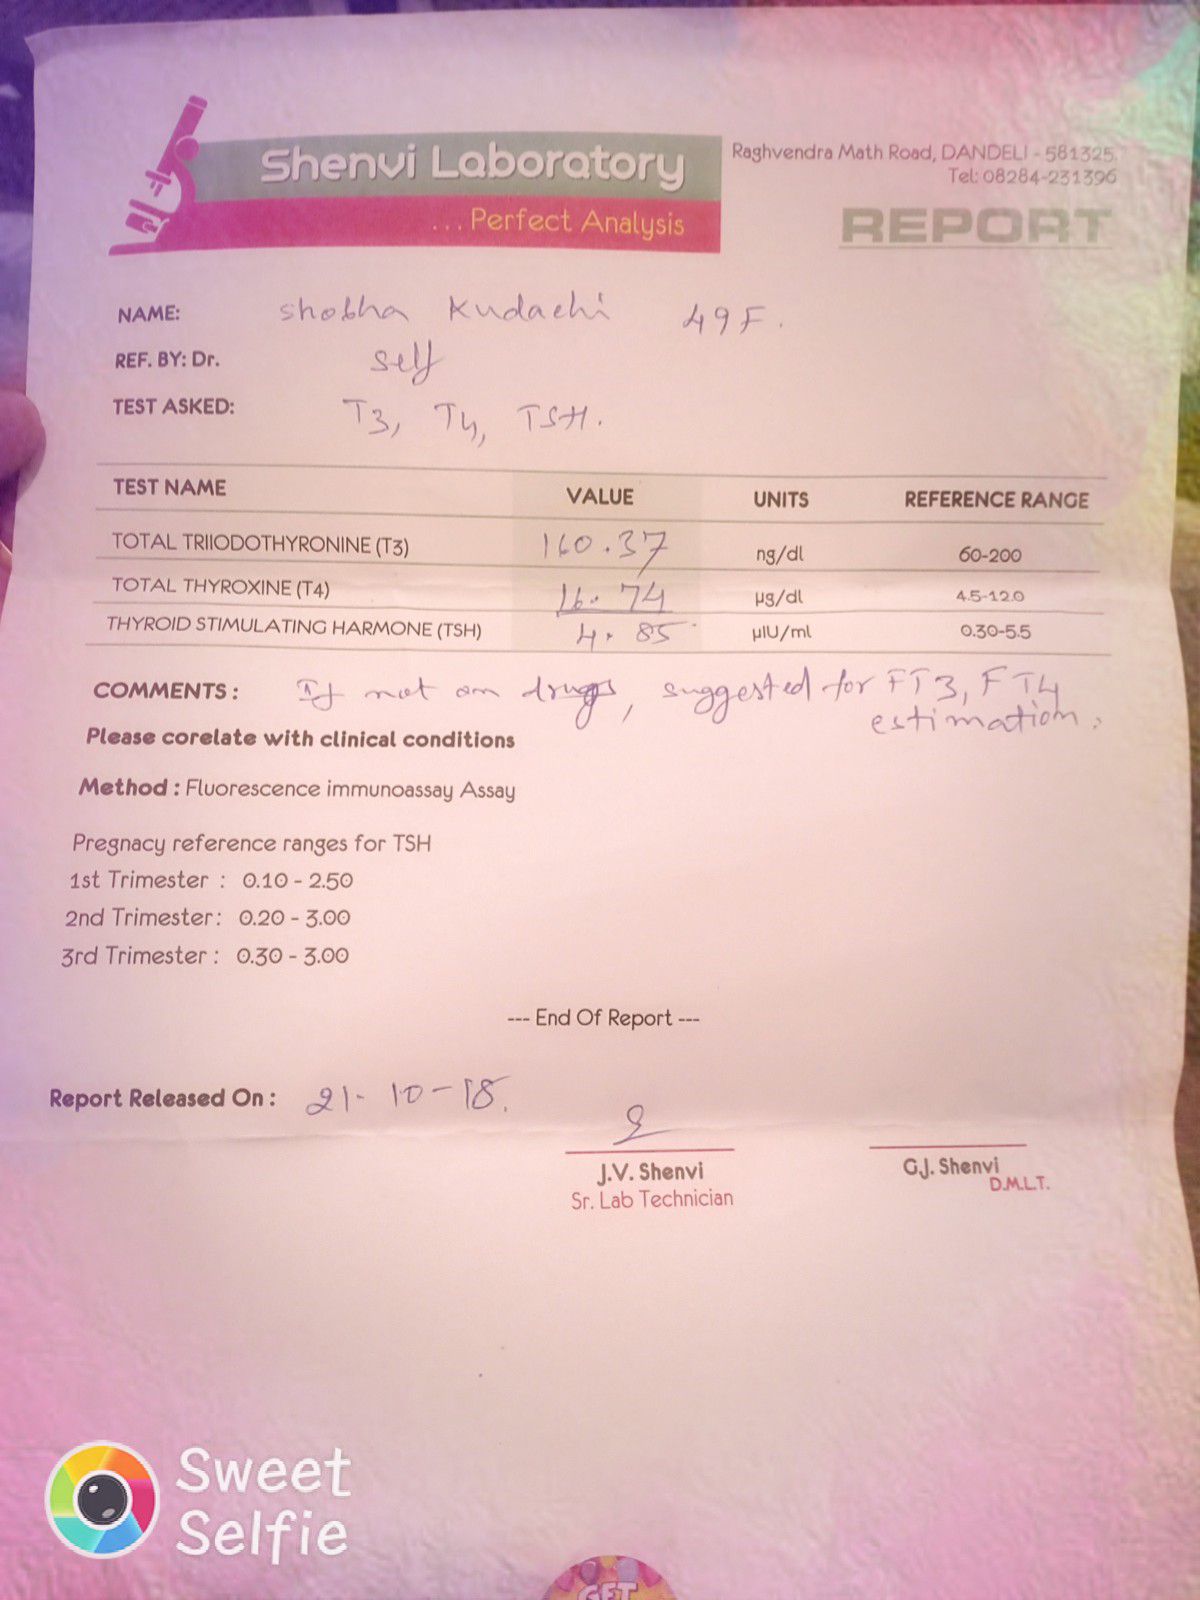 Shenvi Laboratory
...Perfect Analysis
Raghvendra Math Road, DANDELI - 581325.
Tel: 08284-231396
REPORT
NAME: Shobha Kudachi 49F.
REF. BY: Dr. Self
TEST ASKED: T3, T4, TSH.
TEST NAME VALUE UNITS REFERENCE RANGE
TOTAL TRIIODOTHYRONINE (T3) 160.37 ng/dl 60-200
TOTAL THYROXINE (T4) 16.74 µg/dl 4.5-12.0
THYROID STIMULATING HARMONE (TSH) 4.85 µIU/ml 0.30-5.5
COMMENTS : If not on drugs, suggested for FT3, FT4
estimation.
Please corelate with clinical conditions
Method : Fluorescence immunoassay Assay
Pregnacy reference ranges for TSH
1st Trimester : 0.10 - 2.50
2nd Trimester : 0.20 - 3.00
3rd Trimester : 0.30 - 3.00
--- End Of Report ---
Report Released On : 21-10-18.
J.V. Shenvi
Sr. Lab Technician
G.J. Shenvi
D.M.L.T.
Sweet
Selfie
GET